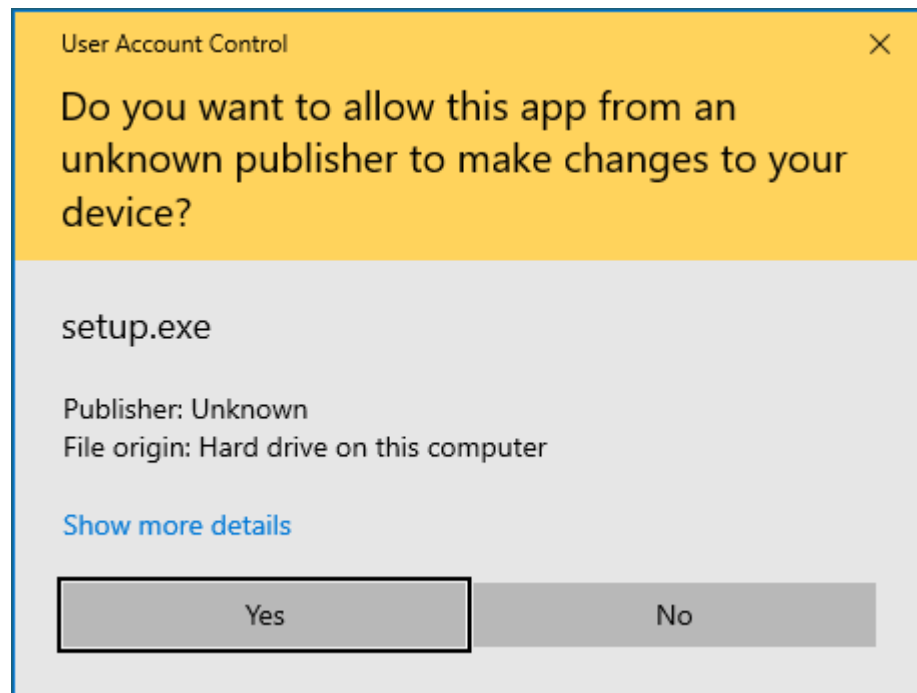 User Account Control
Do you want to allow this app from an
unknown publisher to make changes to your
device?
setup.exe
Publisher: Unknown
File origin: Hard drive on this computer
Show more details
Yes
No